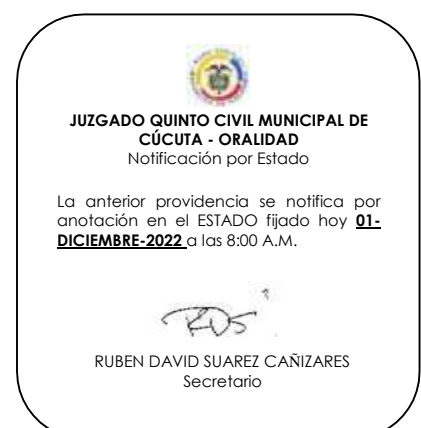 JUZGADO QUINTO CIVIL MUNICIPAL DE
CÚCUTA - ORALIDAD
Notificación por Estado
La anterior providencia se notifica por
anotación en el ESTADO fijado hoy 01-
DICIEMBRE-2022 a las 8:00 A.M.
RUBEN DAVID SUAREZ CAÑIZARES
Secretario